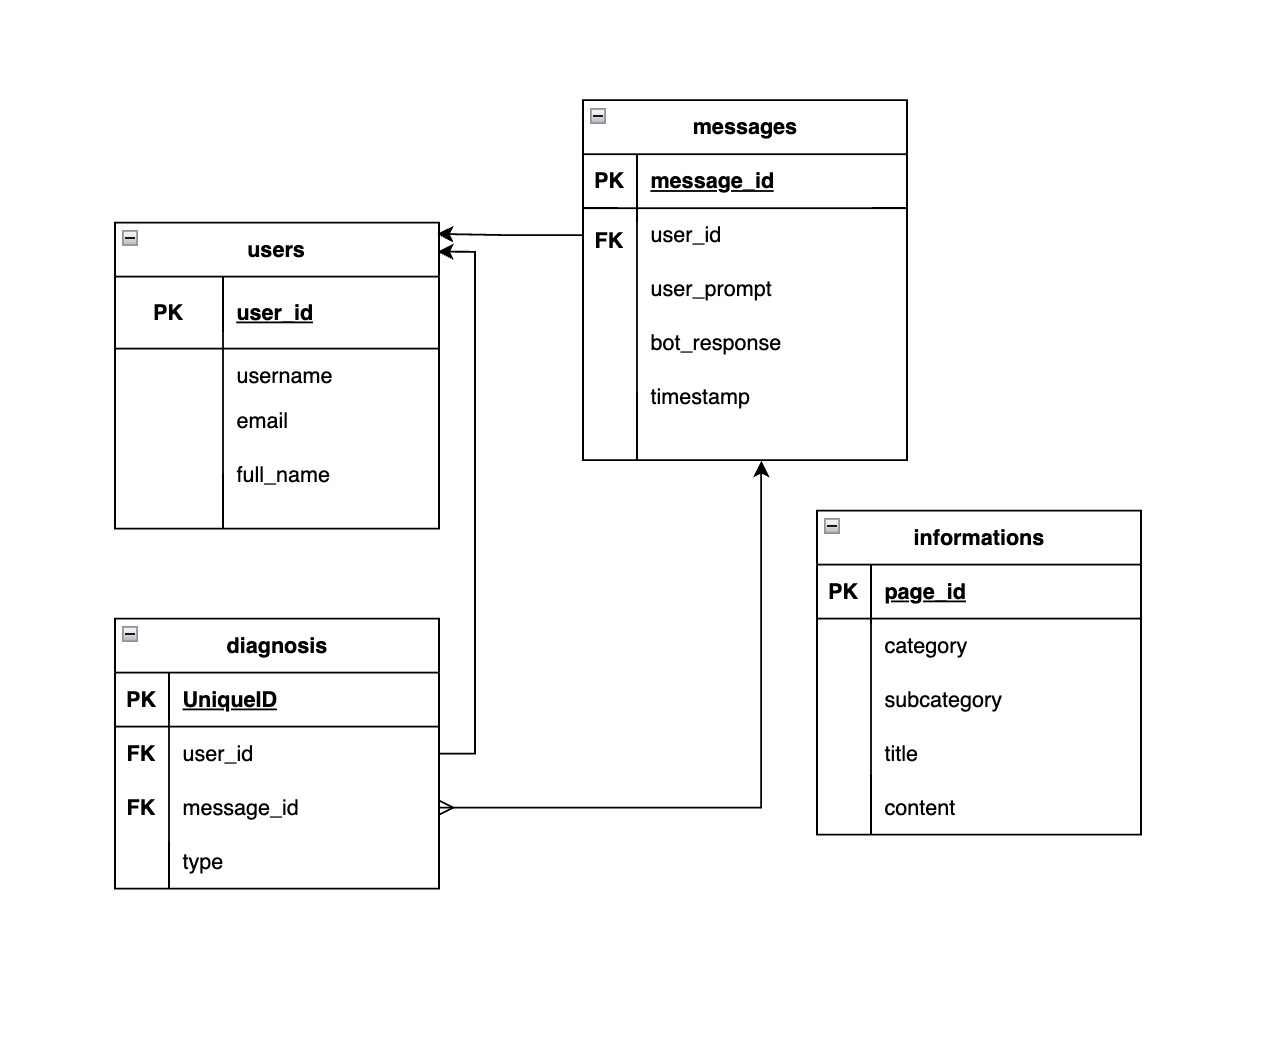 messages
PK message_id
FK user_id
user_prompt
bot_response
timestamp
users
PK user_id
username
email
full_name
informations
PK page_id
category
subcategory
title
content
diagnosis
PK UniqueID
FK user_id
FK message_id
type